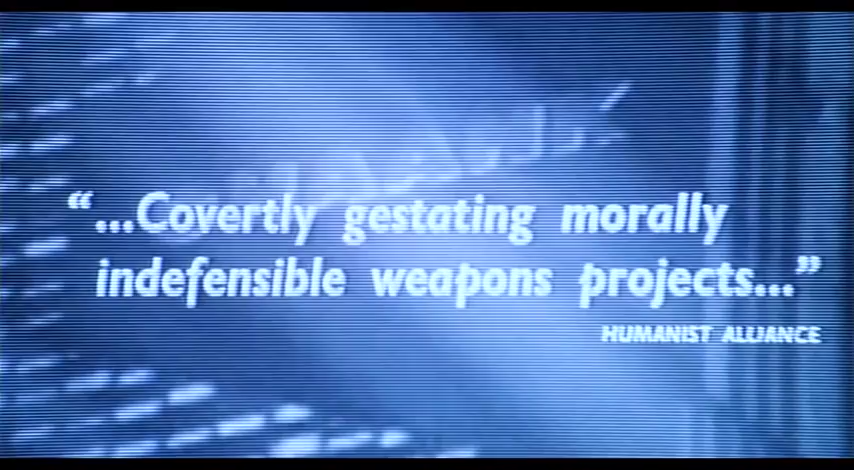 “...Covertly gestating morally
indefensible weapons projects...”
HUMANIST ALLIANCE